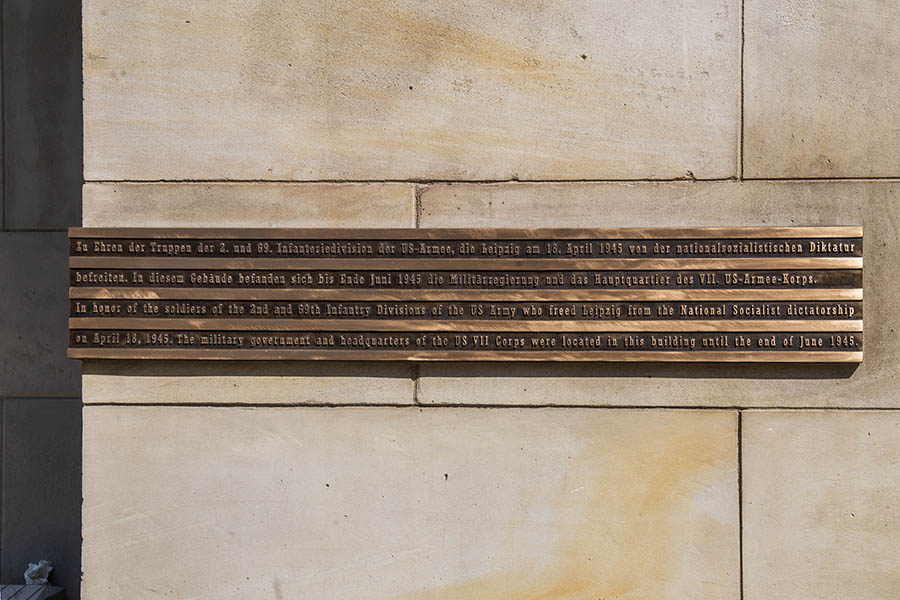 Zu Ehren der Truppen der 2. und 69. Infanteriedivision der US-Armee, die Leipzig am 18. April 1945 von der nationalsozialistischen Diktatur
befreiten. In diesem Gebäude befanden sich bis Ende Juni 1945 die Militärregierung und das Hauptquartier des VII. US-Armee-Korps.
In honor of the soldiers of the 2nd and 69th Infantry Divisions of the US Army who freed Leipzig from the National Socialist dictatorship
on April 18, 1945. The military government and headquarters of the US VII Corps were located in this building until the end of June 1945.